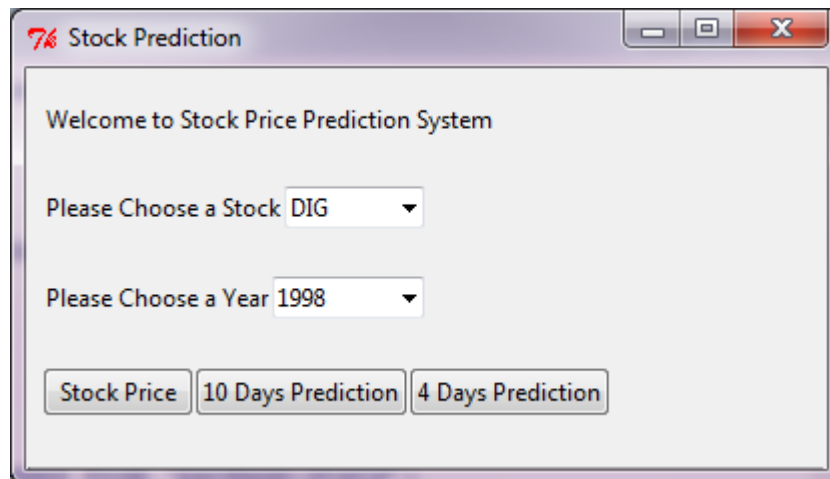 Stock Prediction
Welcome to Stock Price Prediction System
Please Choose a Stock DIG
Please Choose a Year 1998
Stock Price 10 Days Prediction 4 Days Prediction